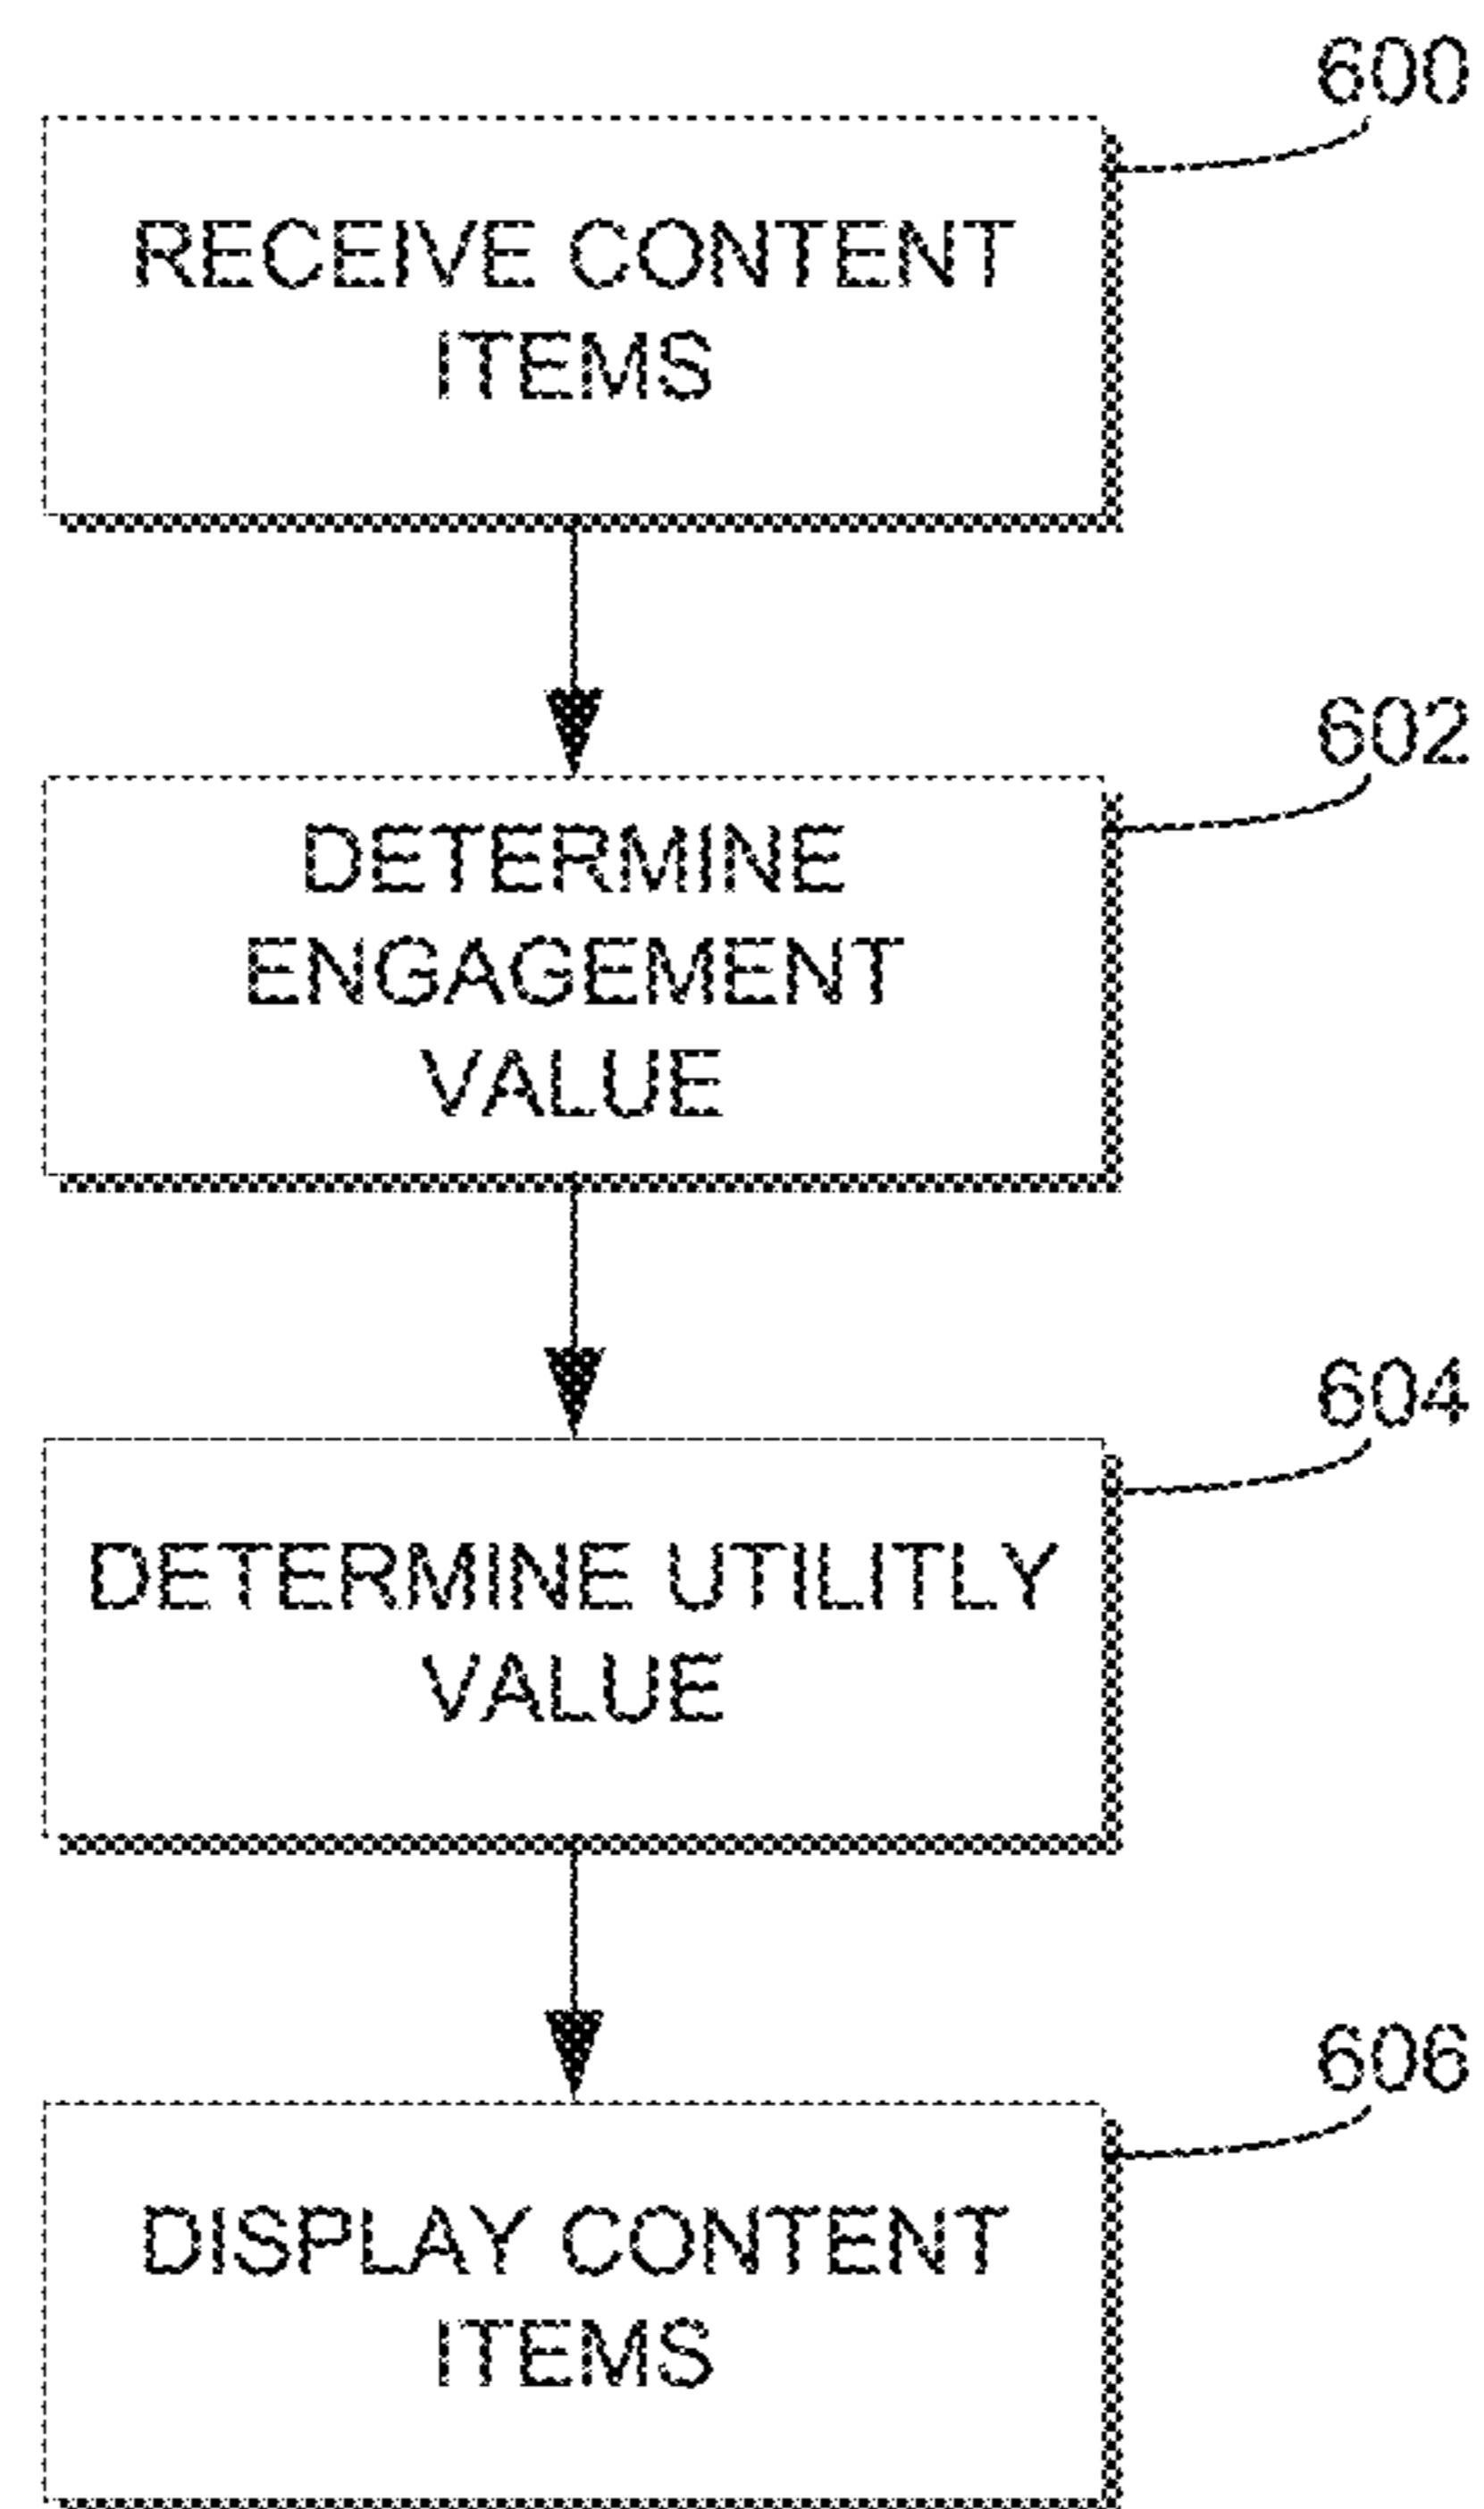 600
RECEIVE CONTENT
ITEMS
602
DETERMINE
ENGAGEMENT
VALUE
604
DETERMINE UTILITLY
VALUE
606
DISPLAY CONTENT
ITEMS